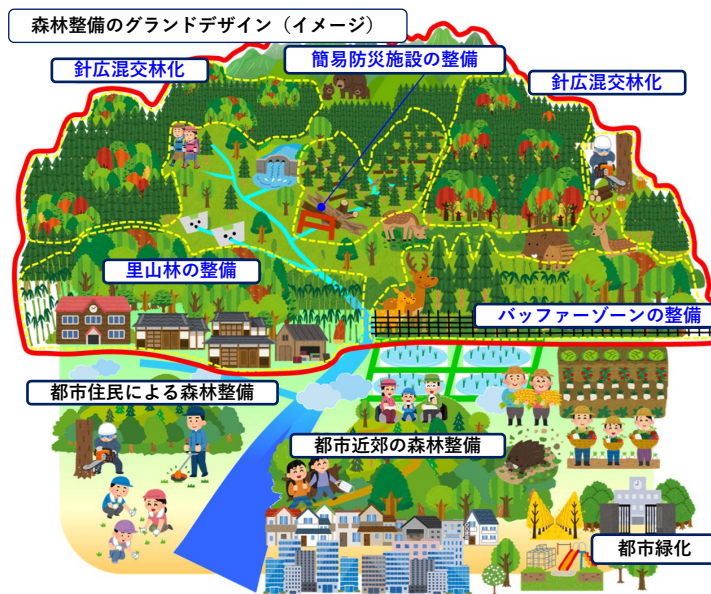 森林整備のグランドデザイン（イメージ）
簡易防災施設の整備
針広混交林化
針広混交林化
里山林の整備
バッファーゾーンの整備
都市住民による森林整備
都市近郊の森林整備
都市緑化